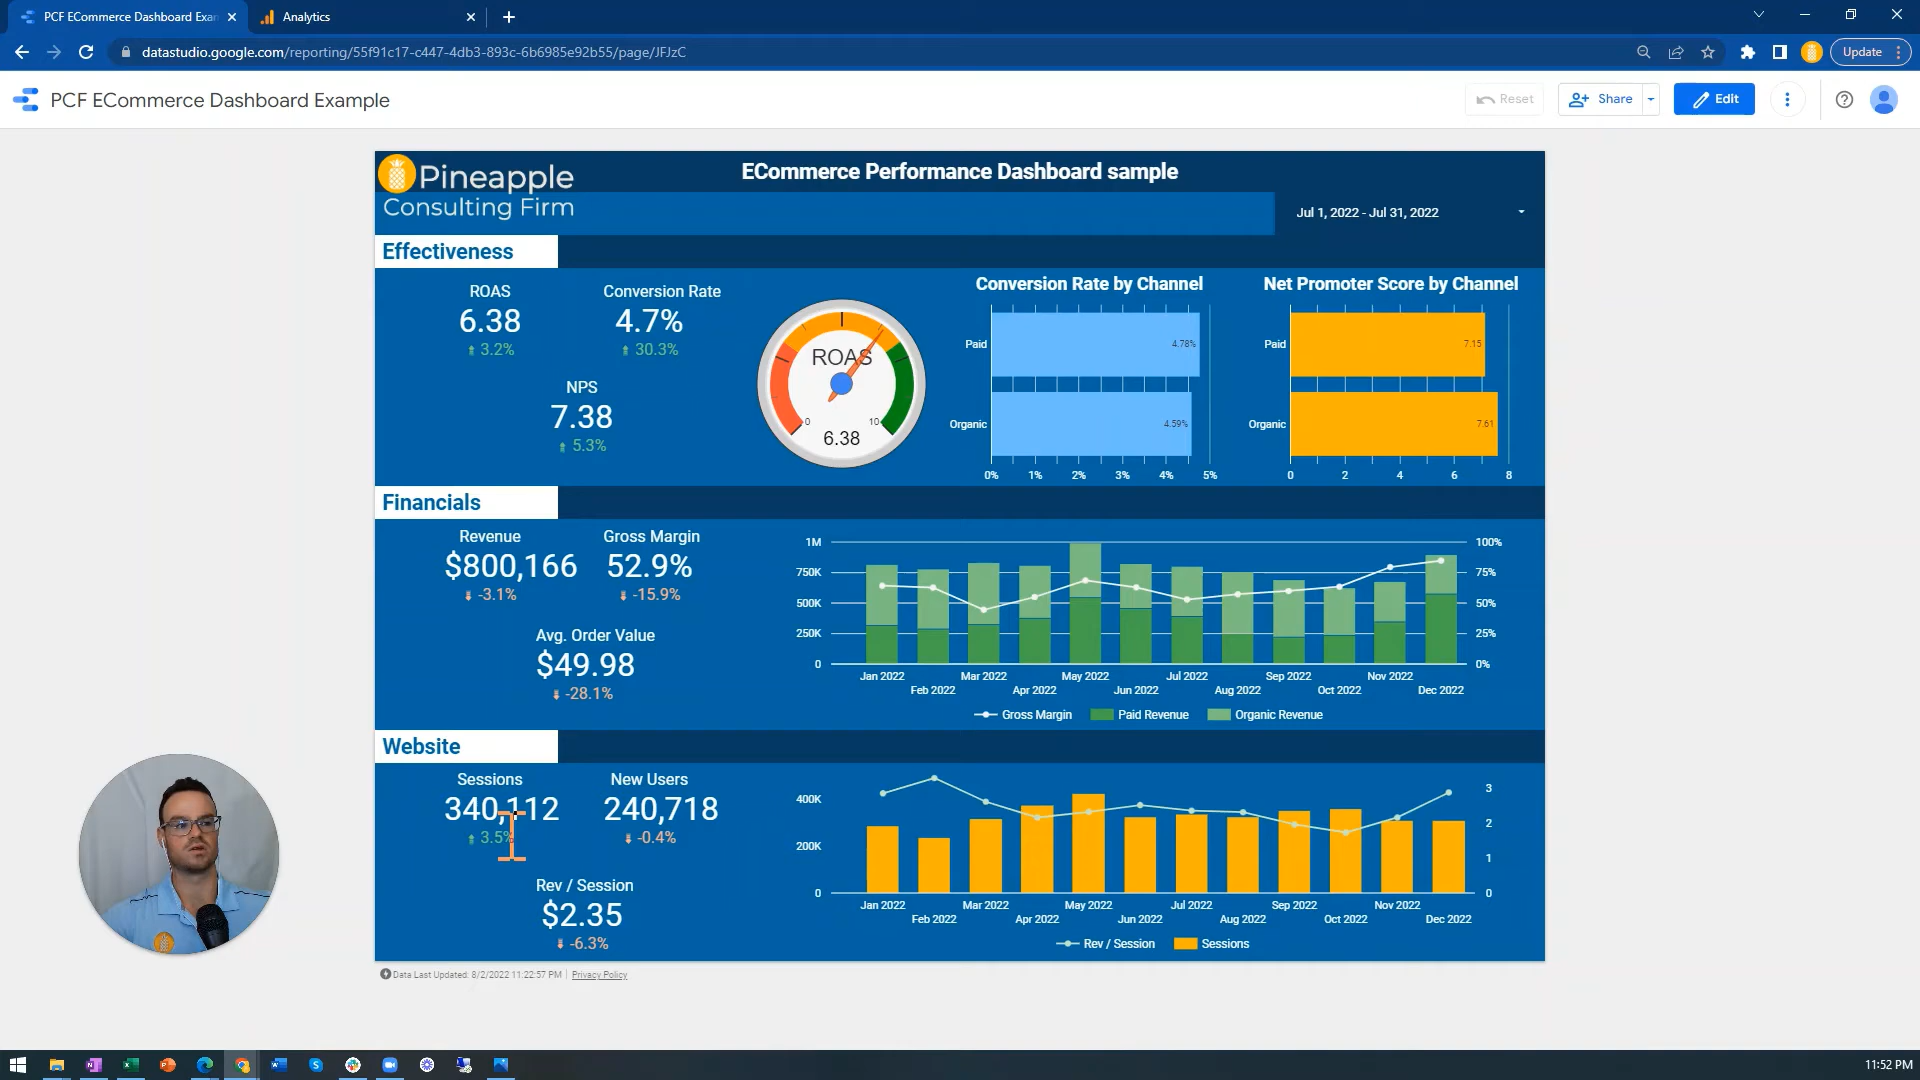 PCF ECommerce Dashboard Exar
Analytics
datastudio.google.com/reporting/55f91c17-c447-4db3-893c-6b6985e92b55/page/JFJzC
Update
PCF ECommerce Dashboard Example
Reset
Share
Edit
Pineapple
Consulting Firm
ECommerce Performance Dashboard sample
Jul 1, 2022 - Jul 31, 2022
Effectiveness
ROAS
6.38
3.2%
Conversion Rate
4.7%
30.3%
NPS
7.38
5.3%
ROAS
0
10
6.38
Conversion Rate by Channel
Paid
4.78%
Organic
4.59%
0% 1% 2% 3% 4% 5%
Net Promoter Score by Channel
Paid
7.15
Organic
7.61
0 2 4 6 8
Financials
Revenue
$800,166
-3.1%
Gross Margin
52.9%
-15.9%
Avg. Order Value
$49.98
-28.1%
1M 100%
750K 75%
500K 50%
250K 25%
0 0%
Jan 2022 Mar 2022 May 2022 Jul 2022 Sep 2022 Nov 2022
Feb 2022 Apr 2022 Jun 2022 Aug 2022 Oct 2022 Dec 2022
Gross Margin Paid Revenue Organic Revenue
Website
Sessions
340,112
3.5%
New Users
240,718
-0.4%
Rev / Session
$2.35
-6.3%
3
400K
2
200K
1
0 0
Jan 2022 Mar 2022 May 2022 Jul 2022 Sep 2022 Nov 2022
Feb 2022 Apr 2022 Jun 2022 Aug 2022 Oct 2022 Dec 2022
Rev / Session Sessions
Data Last Updated: 8/2/2022 11:22:57 PM | Privacy Policy
11:52 PM